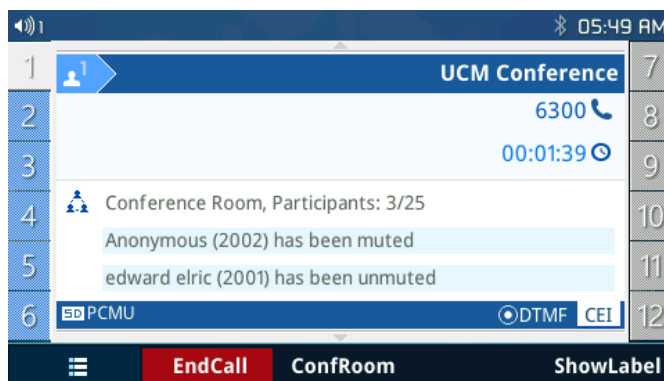 1 05:49 AM
1 1 UCM Conference 7
2 6300 8
3 00:01:39 9
4 Conference Room, Participants: 3/25 10
Anonymous (2002) has been muted
5 edward elric (2001) has been unmuted 11
6 SD PCMU DTMF CEI 12
EndCall ConfRoom ShowLabel